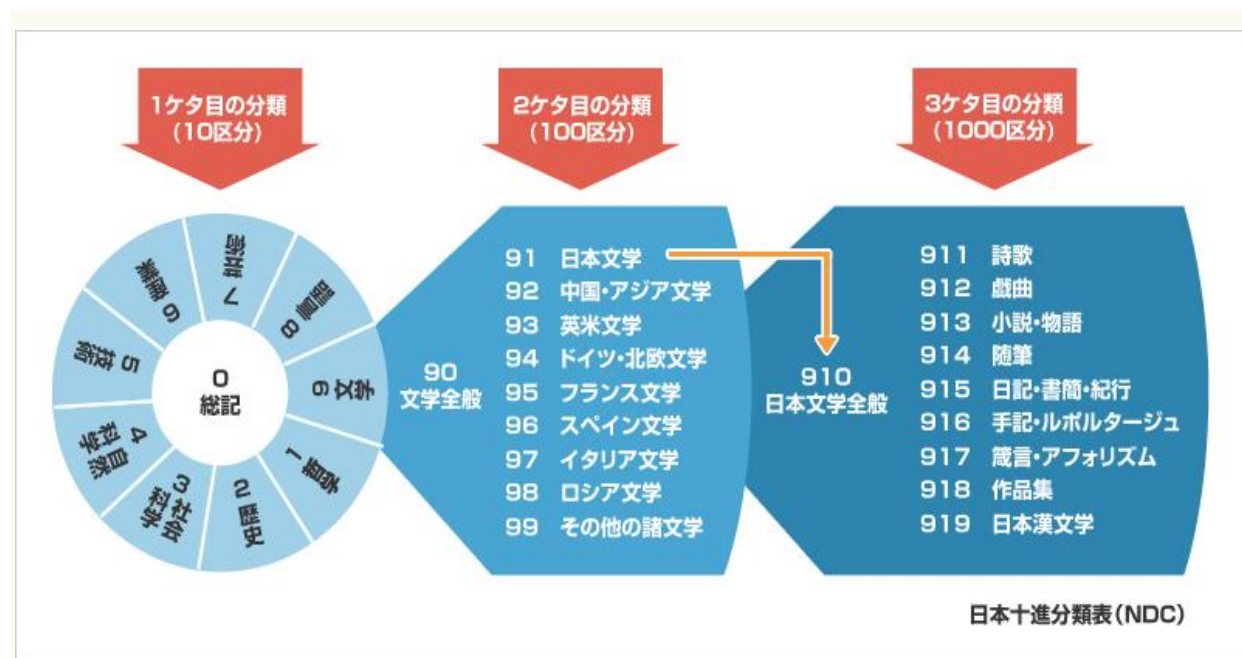 1ケタ目の分類
(10区分)
2ケタ目の分類
(100区分)
3ケタ目の分類
(1000区分)
0
総記
1 哲学
2 歴史
3 社会
科学
4 自然
科学
5 技術
6 産業
7 芸術
8 言語
9 文学
90
文学全般
91 日本文学
92 中国・アジア文学
93 英米文学
94 ドイツ・北欧文学
95 フランス文学
96 スペイン文学
97 イタリア文学
98 ロシア文学
99 その他の諸文学
910
日本文学全般
911 詩歌
912 戯曲
913 小説・物語
914 随筆
915 日記・書簡・紀行
916 手記・ルポルタージュ
917 箴言・アフォリズム
918 作品集
919 日本漢文学
日本十進分類表(NDC)